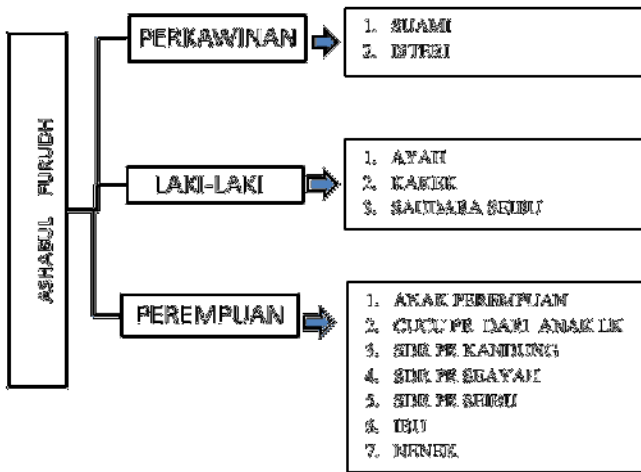 ASHABUL FURUDH
PERKAWINAN
1. SUAMI
2. ISTERI
LAKI-LAKI
1. AYAH
2. KAKEK
3. SAUDARA SEIBU
PEREMPUAN
1. ANAK PEREMPUAN
2. CUCU PR DARI ANAK LK
3. SDR PR KANDUNG
4. SDR PR SEAYAH
5. SDR PR SEIBU
6. IBU
7. NENEK